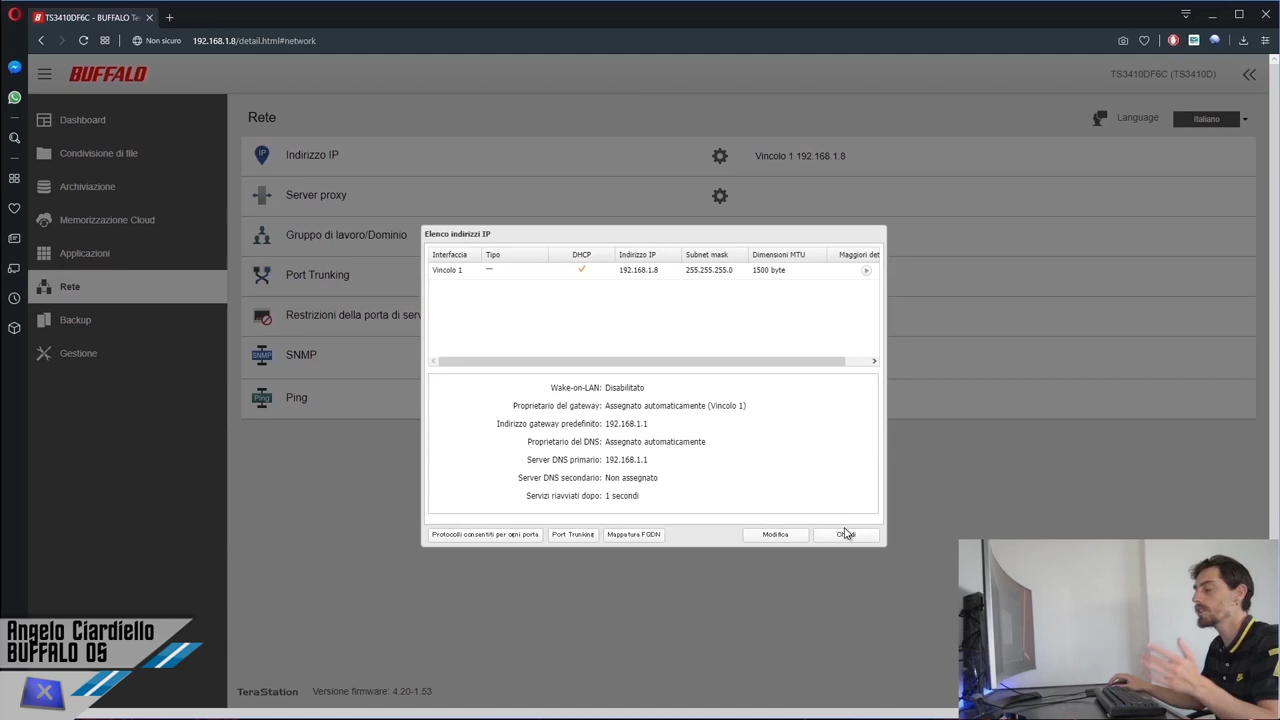 TS3410DF6C - BUFFALO Te
Non sicuro
192.168.1.8/detail.html#network
BUFFALO
TS3410DF6C (TS3410D)
Dashboard
Condivisione di file
Archiviazione
Memorizzazione Cloud
Applicazioni
Rete
Backup
Gestione
Rete
Language
Italiano
IP
Indirizzo IP
Vincolo 1 192.168.1.8
Server proxy
Gruppo di lavoro/Dominio
Port Trunking
Restrizioni della porta di serv
SNMP
SNMP
Ping
Ping
Elenco indirizzi IP
Interfaccia Tipo DHCP Indirizzo IP Subnet mask Dimensioni MTU Maggiori det
Vincolo 1 — 192.168.1.8 255.255.255.0 1500 byte
Wake-on-LAN: Disabilitato
Proprietario del gateway: Assegnato automaticamente (Vincolo 1)
Indirizzo gateway predefinito: 192.168.1.1
Proprietario del DNS: Assegnato automaticamente
Server DNS primario: 192.168.1.1
Server DNS secondario: Non assegnato
Servizi riavviati dopo: 1 secondi
Protocolli consentiti per ogni porta
Port Trunking
Mappatura FQDN
Modifica
TeraStation
Versione firmware: 4.20-1.53
Angelo Ciardiello
BUFFALO OS